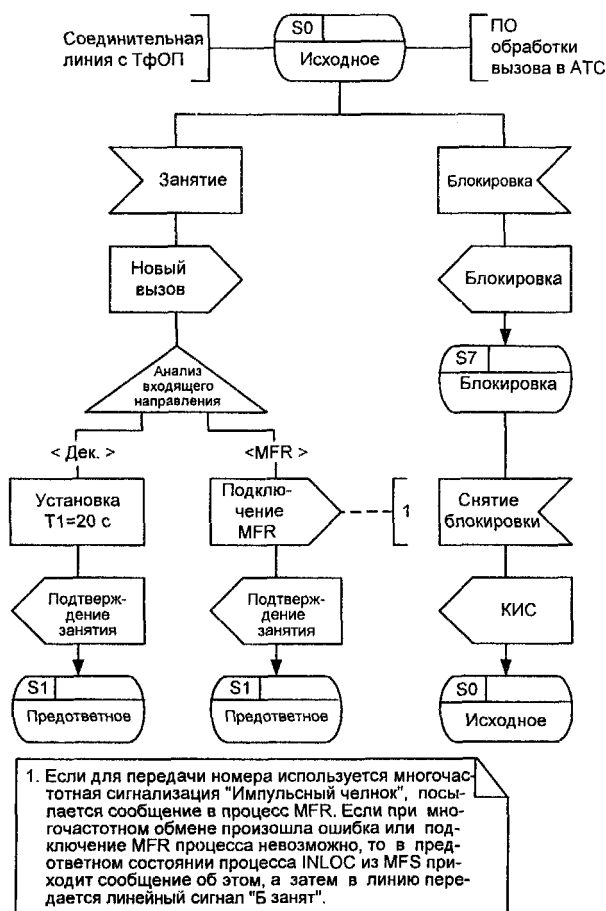 Соединительная
линия с ТфОП
S0
Исходное
ПО
обработки
вызова в АТС
Занятие
Блокировка
Новый
вызов
Блокировка
Анализ
входящего
направления
S7
Блокировка
< Дек. >
<MFR >
Установка
T1=20 с
Подклю-
чение
MFR
1
Снятие
блокировки
Подтверж-
дение
занятия
Подтверж-
дение
занятия
КИС
S1
Предответное
S1
Предответное
S0
Исходное
1. Если для передачи номера используется многочас-
тотная сигнализация "Импульсный челнок", посы-
лается сообщение в процесс MFR. Если при мно-
гочастотном обмене произошла ошибка или под-
ключение MFR процесса невозможно, то в пред-
ответном состоянии процесса INLOC из MFS при-
ходит сообщение об этом, а затем в линию пере-
дается линейный сигнал "Б занят".